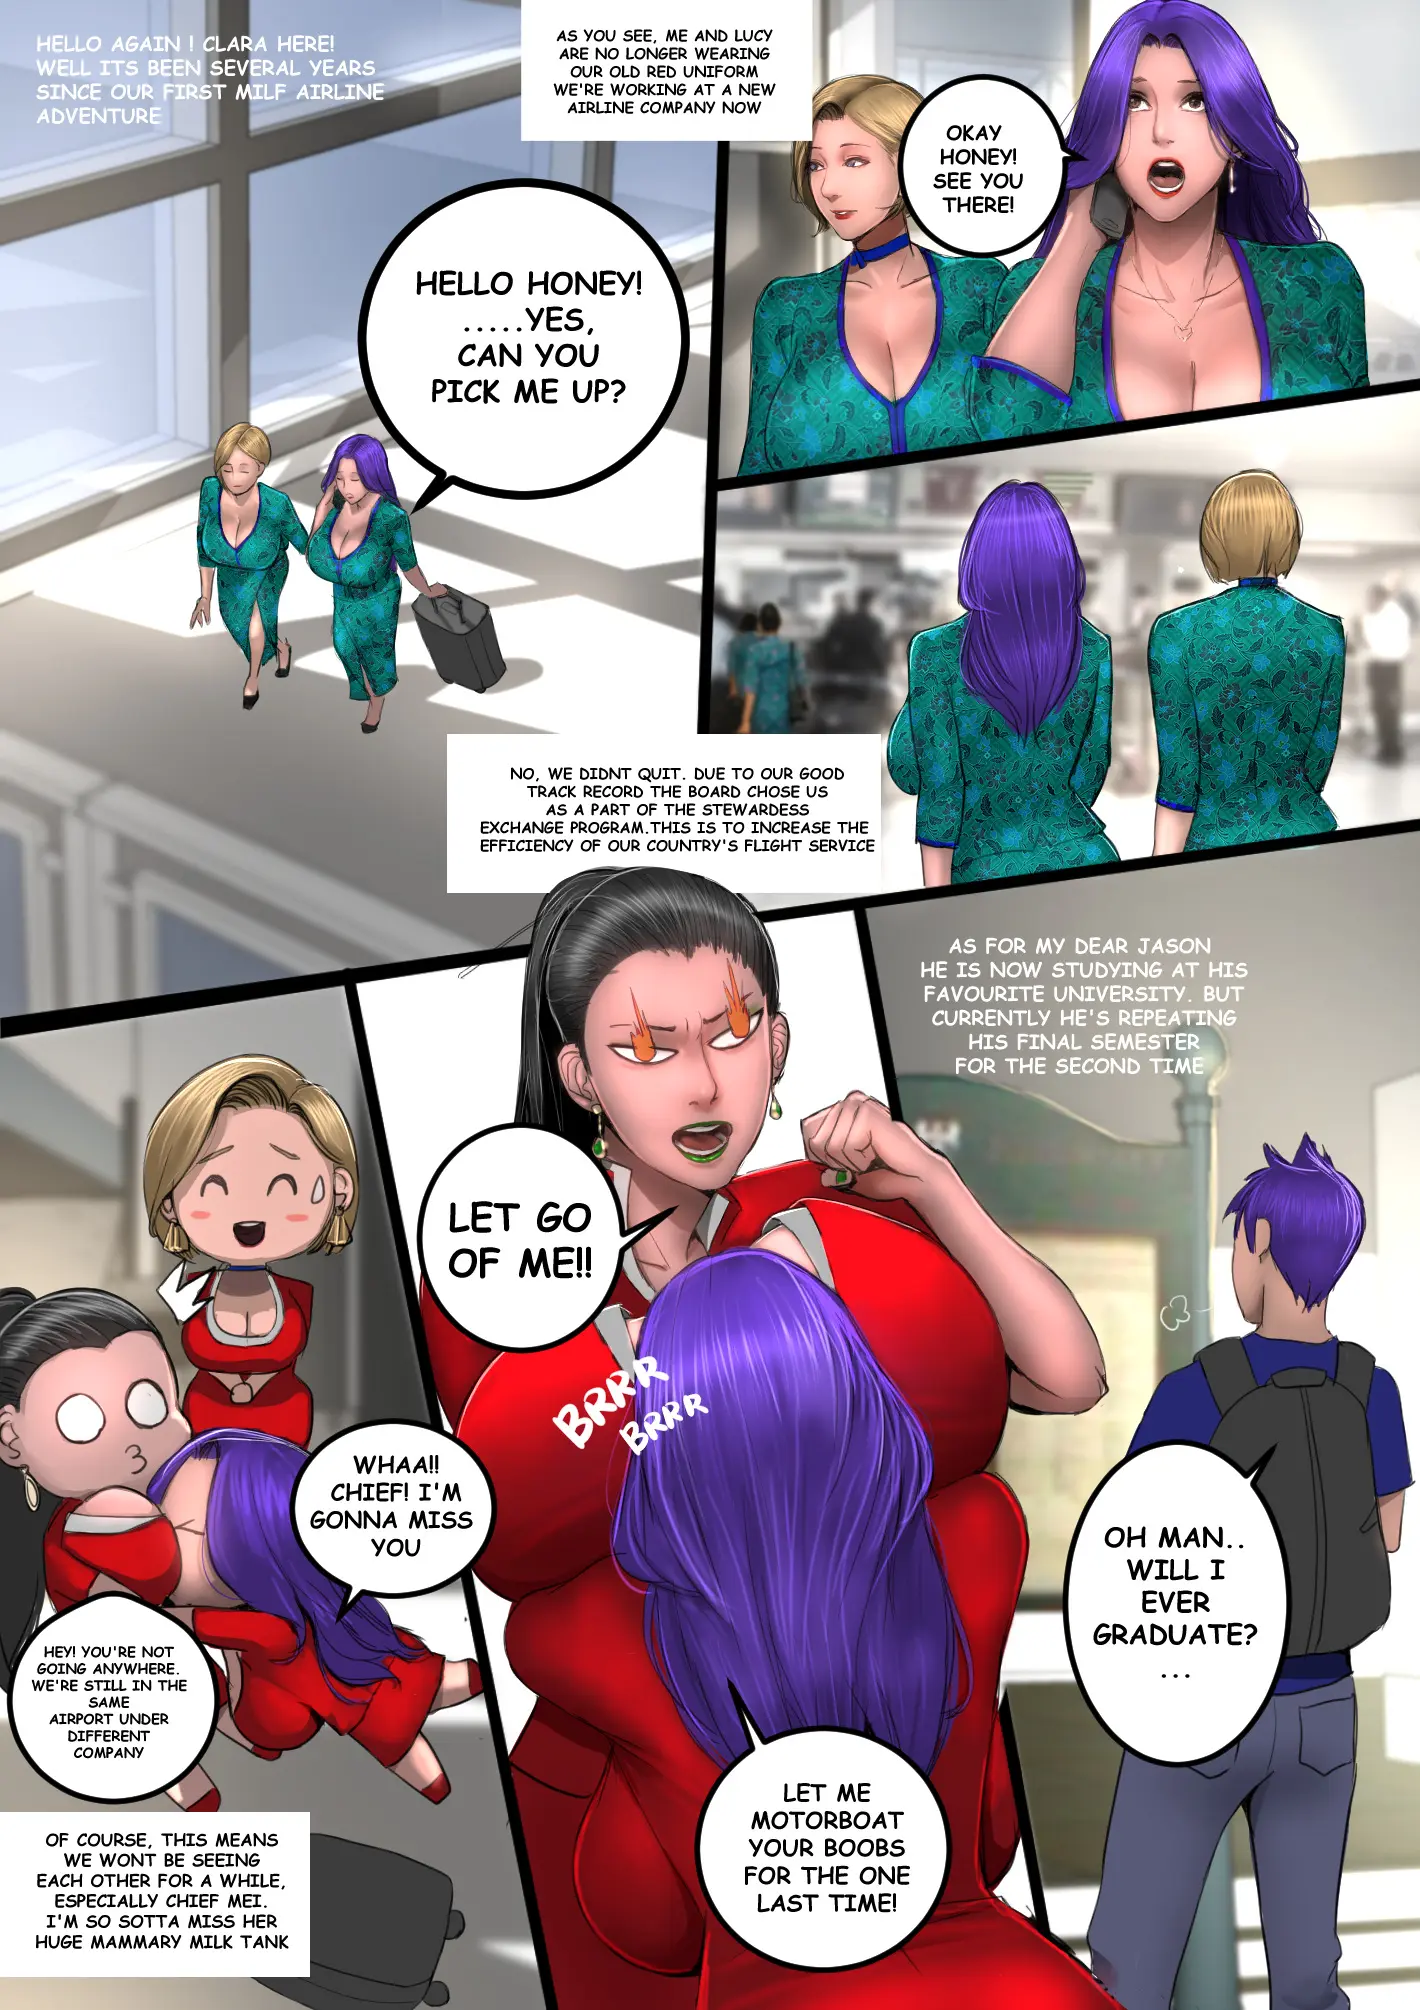 HELLO AGAIN ! CLARA HERE!
WELL ITS BEEN SEVERAL YEARS
SINCE OUR FIRST MILF AIRLINE
ADVENTURE
HELLO HONEY!
.....YES,
CAN YOU
PICK ME UP?
AS YOU SEE, ME AND LUCY
ARE NO LONGER WEARING
OUR OLD RED UNIFORM
WE'RE WORKING AT A NEW
AIRLINE COMPANY NOW
OKAY
HONEY!
SEE YOU
THERE!
NO, WE DIDNT QUIT. DUE TO OUR GOOD
TRACK RECORD THE BOARD CHOSE US
AS A PART OF THE STEWARDESS
EXCHANGE PROGRAM.THIS IS TO INCREASE THE
EFFICIENCY OF OUR COUNTRY'S FLIGHT SERVICE
WHAA!!
CHIEF! I'M
GONNA MISS
YOU
HEY! YOU'RE NOT
GOING ANYWHERE.
WE'RE STILL IN THE
SAME
AIRPORT UNDER
DIFFERENT
COMPANY
OF COURSE, THIS MEANS
WE WONT BE SEEING
EACH OTHER FOR A WHILE,
ESPECIALLY CHIEF MEI.
I'M SO SOTTA MISS HER
HUGE MAMMARY MILK TANK
LET GO
OF ME!!
BRRR
BRRR
LET ME
MOTORBOAT
YOUR BOOBS
FOR THE ONE
LAST TIME!
AS FOR MY DEAR JASON
HE IS NOW STUDYING AT HIS
FAVOURITE UNIVERSITY. BUT
CURRENTLY HE'S REPEATING
HIS FINAL SEMESTER
FOR THE SECOND TIME
OH MAN..
WILL I
EVER
GRADUATE?
...